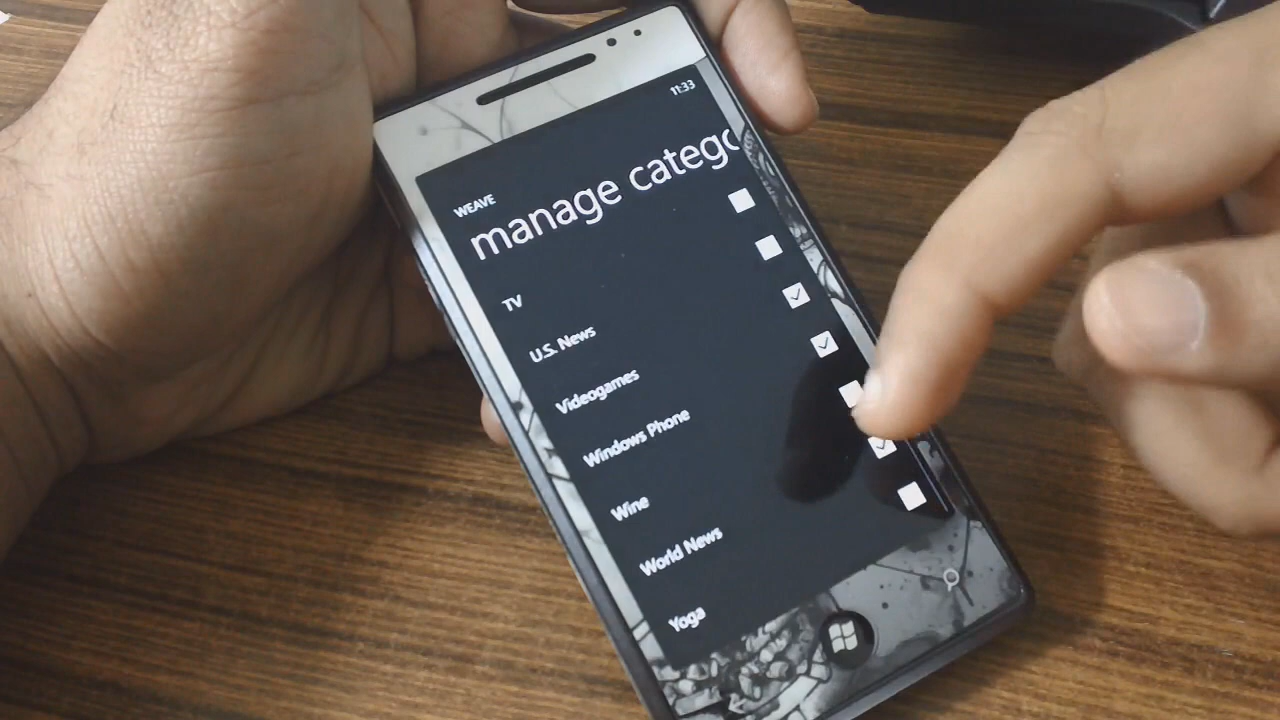 11:33
WEAVE
manage catego
TV
U.S. News
Videogames
Windows Phone
Wine
World News
Yoga